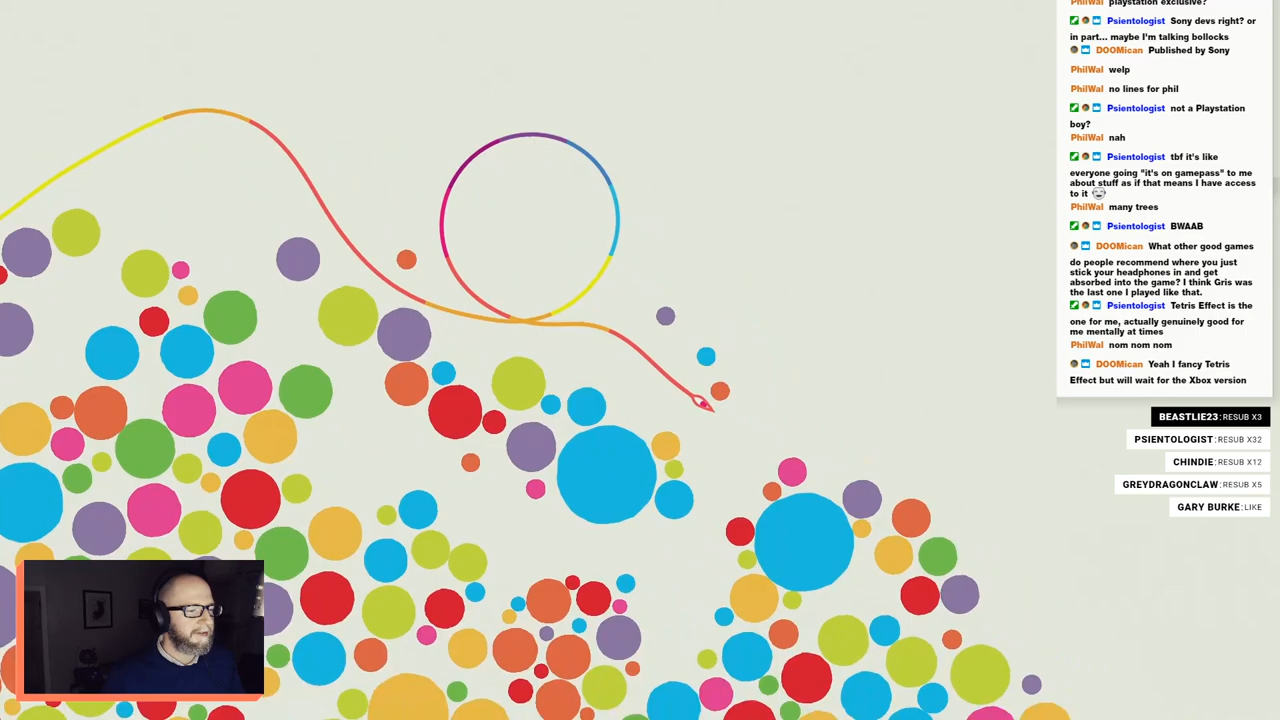 PhilWal playstation exclusive?
Psientologist Sony devs right? or
in part... maybe I'm talking bollocks
DOOMican Published by Sony
PhilWal welp
PhilWal no lines for phil
Psientologist not a Playstation
boy?
PhilWal nah
Psientologist tbf it's like
everyone going "it's on gamepass" to me
about stuff as if that means I have access
to it
PhilWal many trees
Psientologist BWAAB
DOOMican What other good games
do people recommend where you just
stick your headphones in and get
absorbed into the game? I think Gris was
the last one I played like that.
Psientologist Tetris Effect is the
one for me, actually genuinely good for
me mentally at times
PhilWal nom nom nom
DOOMican Yeah I fancy Tetris
Effect but will wait for the Xbox version
BEASTLIE23:RESUB X3
PSIENTOLOGIST:RESUB X32
CHINDIE:RESUB X12
GREYDRAGONCLAW:RESUB X5
GARY BURKE:LIKE